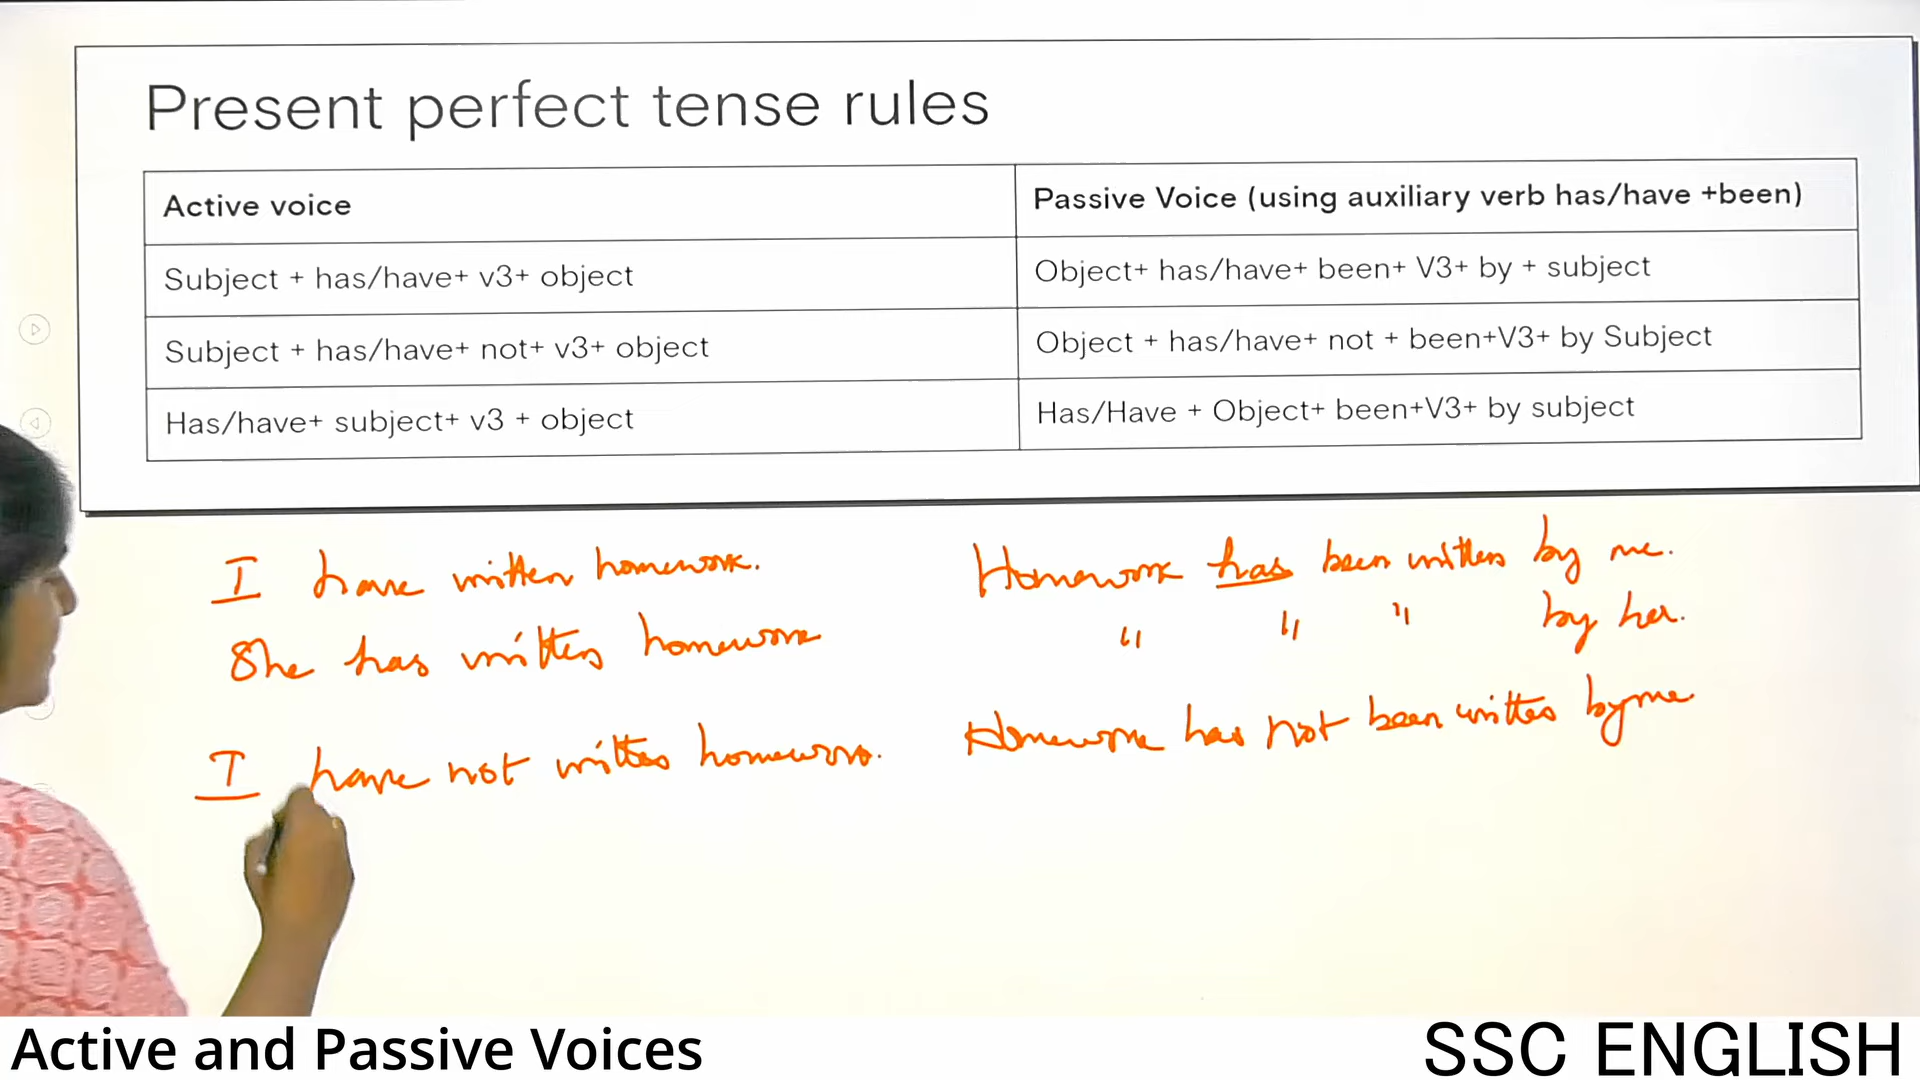 Present perfect tense rules
Active voice
Passive Voice (using auxiliary verb has/have +been)
Subject + has/have+ v3+ object
Object+ has/have+ been+ V3+ by + subject
Subject + has/have+ not+ v3+ object
Object + has/have+ not + been+V3+ by Subject
Has/have+ subject+ v3 + object
Has/Have + Object+ been+V3+ by subject
I have written homework.
Homework has been written by me.
She has written homework
" " " by her.
I have not written homework.
Homework has not been written by me
Active and Passive Voices
SSC ENGLISH